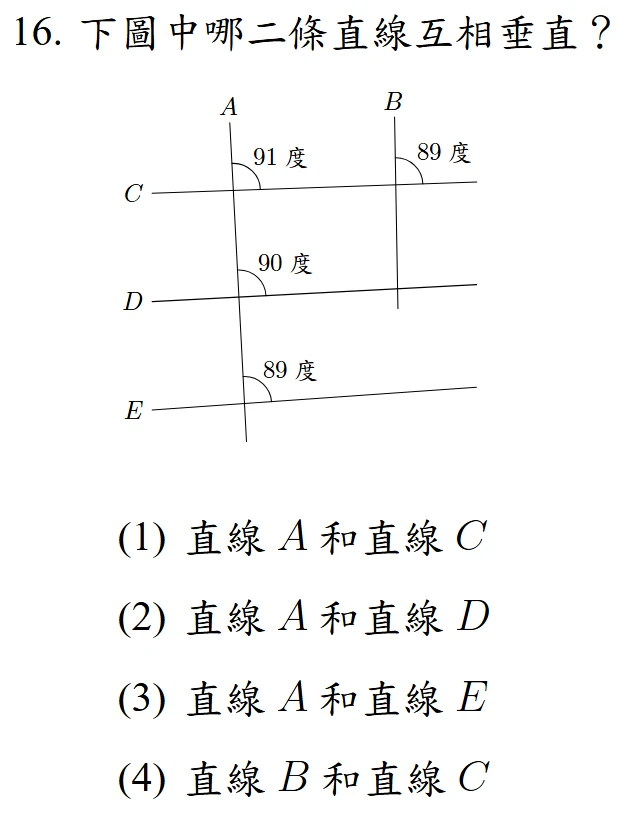 16. 下圖中哪二條直線互相垂直？
A
B
91 度
89 度
C
90 度
D
89 度
E
(1) 直線 A 和直線 C
(2) 直線 A 和直線 D
(3) 直線 A 和直線 E
(4) 直線 B 和直線 C